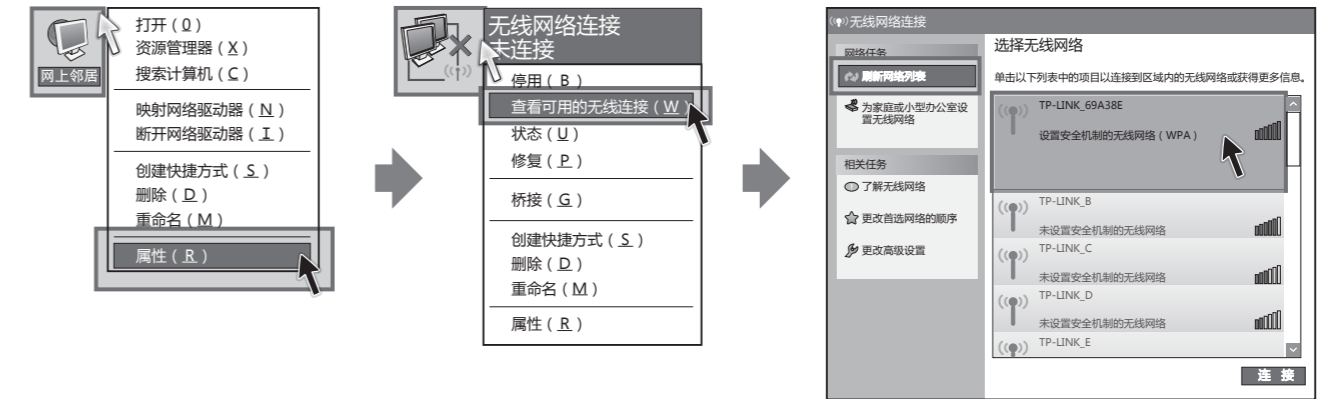 网上邻居
打开(O)
资源管理器(X)
搜索计算机(C)
映射网络驱动器(N)
断开网络驱动器(I)
创建快捷方式(S)
删除(D)
重命名(M)
属性(R)
无线网络连接
未连接
停用(B)
查看可用的无线连接(W)
状态(U)
修复(P)
桥接(G)
创建快捷方式(S)
删除(D)
重命名(M)
属性(R)
无线网络连接
网络任务
刷新网络列表
为家庭或小型办公室设
置无线网络
相关任务
了解无线网络
更改首选网络的顺序
更改高级设置
选择无线网络
单击以下列表中的项目以连接到区域内的无线网络或获得更多信息。
TP-LINK_69A38E
设置安全机制的无线网络(WPA)
TP-LINK_B
未设置安全机制的无线网络
TP-LINK_C
未设置安全机制的无线网络
TP-LINK_D
未设置安全机制的无线网络
TP-LINK_E
连 接